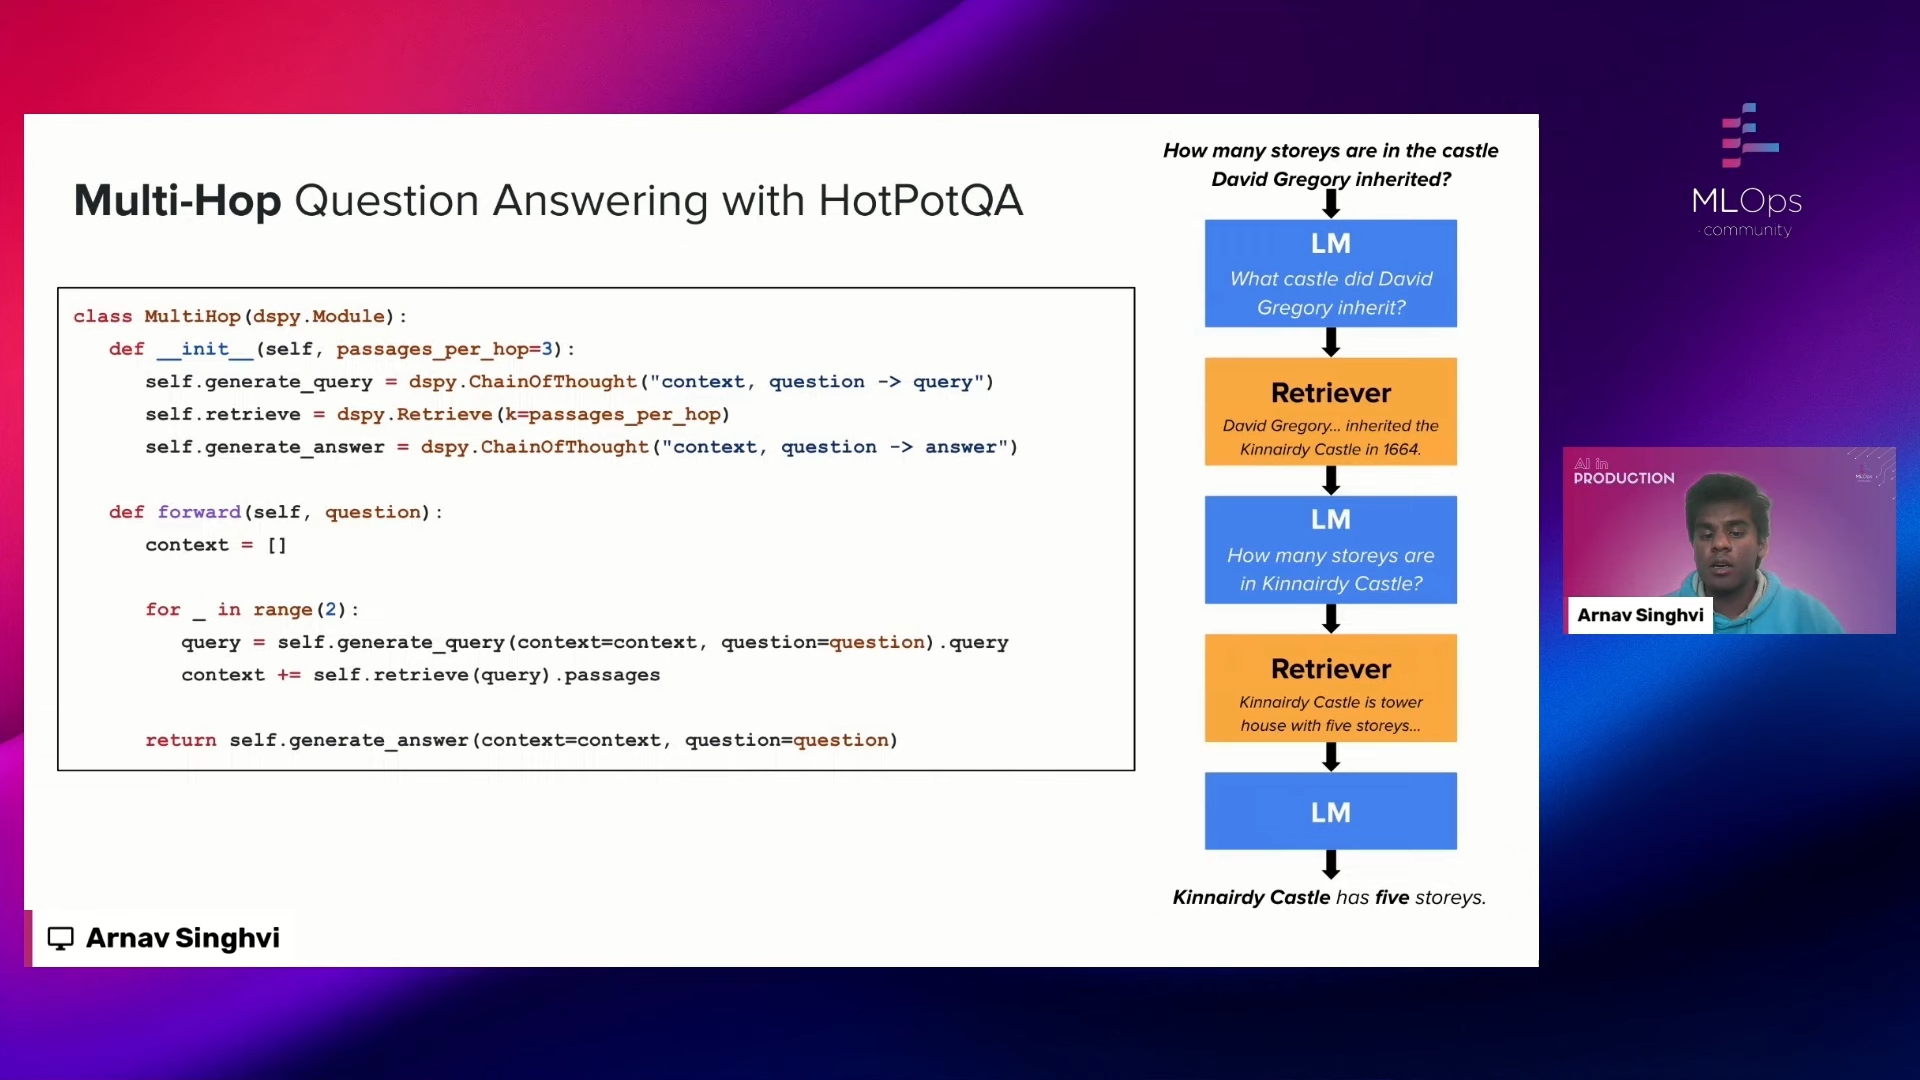 Multi-Hop Question Answering with HotPotQA
class MultiHop(dspy.Module):
def __init__(self, passages_per_hop=3):
self.generate_query = dspy.ChainOfThought("context, question -> query")
self.retrieve = dspy.Retrieve(k=passages_per_hop)
self.generate_answer = dspy.ChainOfThought("context, question -> answer")
def forward(self, question):
context = []
for _ in range(2):
query = self.generate_query(context=context, question=question).query
context += self.retrieve(query).passages
return self.generate_answer(context=context, question=question)
How many storeys are in the castle
David Gregory inherited?
LM
What castle did David
Gregory inherit?
Retriever
David Gregory... inherited the
Kinnairdy Castle in 1664.
LM
How many storeys are
in Kinnairdy Castle?
Retriever
Kinnairdy Castle is tower
house with five storeys...
LM
Kinnairdy Castle has five storeys.
Arnav Singhvi
MLOps
community
AI in
PRODUCTION
Arnav Singhvi